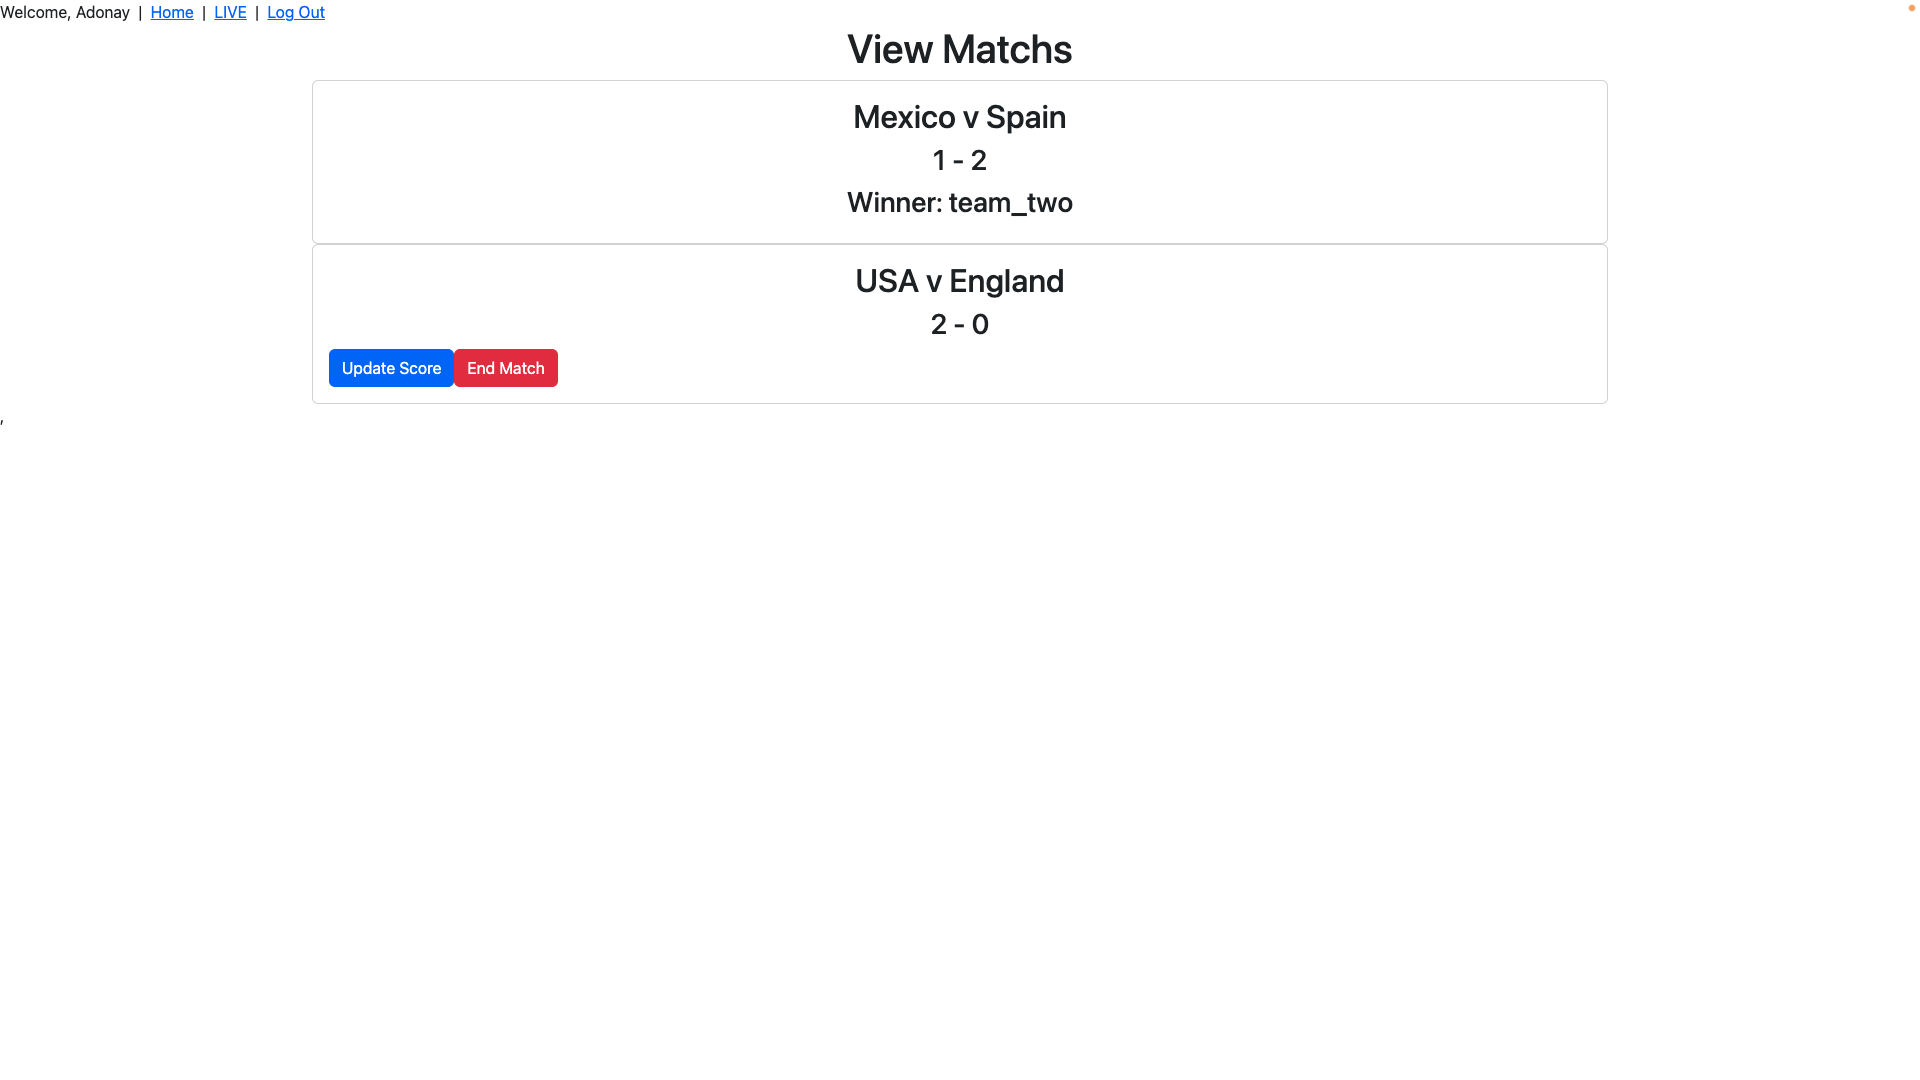 Welcome, Adonay | Home | LIVE | Log Out
View Matchs
Mexico v Spain
1 - 2
Winner: team_two
USA v England
2 - 0
Update Score End Match
,